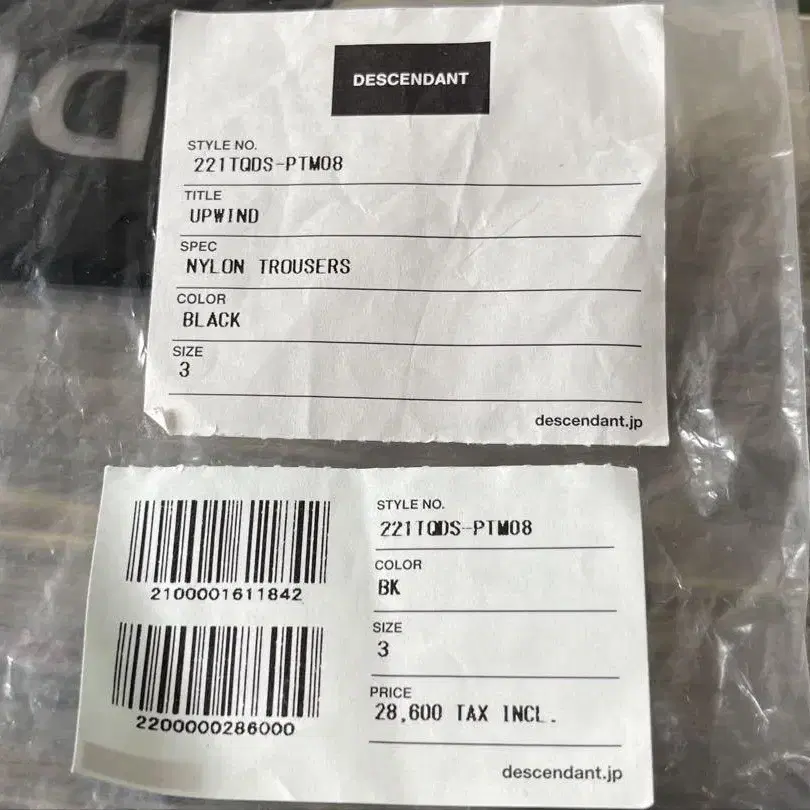 DESCENDANT
STYLE NO.
221TQDS-PTM08
TITLE
UPWIND
SPEC
NYLON TROUSERS
COLOR
BLACK
SIZE
3
descendant.jp
2100001611842
2200000286000
STYLE NO.
221TQDS-PTM08
COLOR
BK
SIZE
3
PRICE
28,600 TAX INCL.
descendant.jp